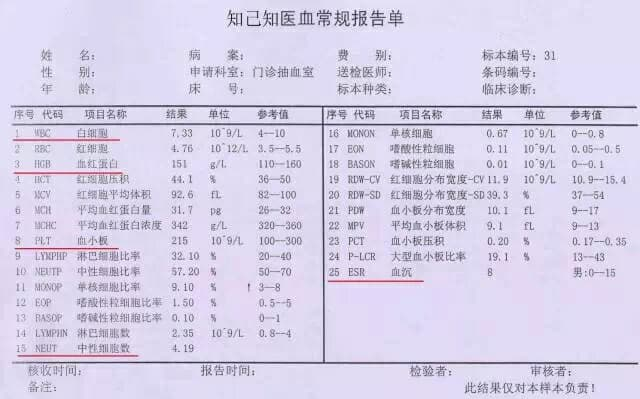 知己知医血常规报告单
姓 名: 病 案: 费 别: 标本编号: 31
性 别: 申请科室: 门诊抽血室 送检医师: 条码编号:
年 龄: 床 号: 标本种类: 临床诊断:
序号 代码 项目名称 结果 单位 参考值
1 WBC 白细胞 7.33 10^9/L 4--10
2 RBC 红细胞 4.76 10^12/L 3.5--5.5
3 HGB 血红蛋白 151 g/L 110--160
4 HCT 红细胞压积 44.1 % 36--50
5 MCV 红细胞平均体积 92.6 fL 82--100
6 MCH 平均血红蛋白量 31.7 pg 26--32
7 MCHC 平均血红蛋白浓度 342 g/L 320--360
8 PLT 血小板 215 10^9/L 100--300
9 LYMPHP 淋巴细胞比率 32.10 % 20--40
10 NEUTP 中性细胞比率 57.20 % 50--70
11 MONOP 单核细胞比率 9.10 % ↑ 3--8
12 EOP 嗜酸性粒细胞比率 1.50 % 0.5--5
13 BASOP 嗜碱性粒细胞比率 0.10 % 0--1
14 LYMPHN 淋巴细胞数 2.35 10^9/L 0.8--4
15 NEUT 中性细胞数 4.19
序号 代码 项目名称 结果 单位 参考值
16 MONON 单核细胞 0.67 10^9/L 0--0.8
17 EON 嗜酸性粒细胞 0.11 10^9/L 0.05--0.5
18 BASON 嗜碱性粒细胞 0.01 10^9/L 0--0.1
19 RDW-CV 红细胞分布宽度-CV 11.9 10^9/L 10.9--15.4
20 RDW-SD 红细胞分布宽度-SD 39.3 % 37--54
21 PDW 血小板分布宽度 10.1 fL 9--17
22 MPV 平均血小板体积 9.1 fL 9--13
23 PCT 血小板压积 0.20 % 0.17--0.35
24 P-LCR 大型血小板比率 19.1 % 13--43
25 ESR 血沉 8 男:0--15
核收时间: 报告时间: 检验者: 审核者:
备注: 此结果仅对本样本负责!